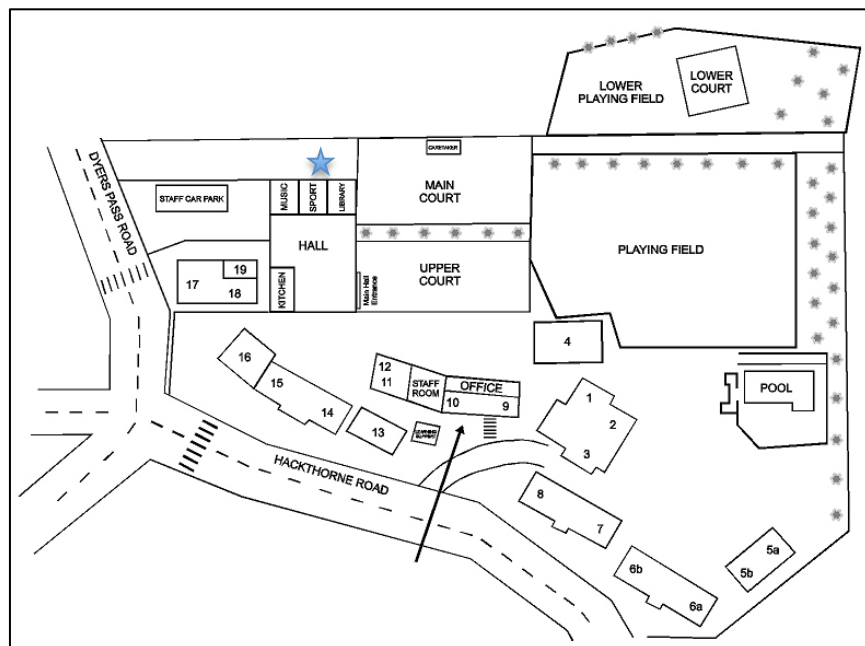 LOWER
PLAYING FIELD
LOWER
COURT
DYERS PASS ROAD
CARETAKER
STAFF CAR PARK
MUSIC
SPORT
LIBRARY
MAIN
COURT
HALL
KITCHEN
Main Hall
Entrance
UPPER
COURT
PLAYING FIELD
17
19
18
4
16
15
14
13
12
11
STAFF
ROOM
OFFICE
10
9
LEARNING
SUPPORT
1
2
3
POOL
HACKTHORNE ROAD
8
7
6b
6a
5a
5b